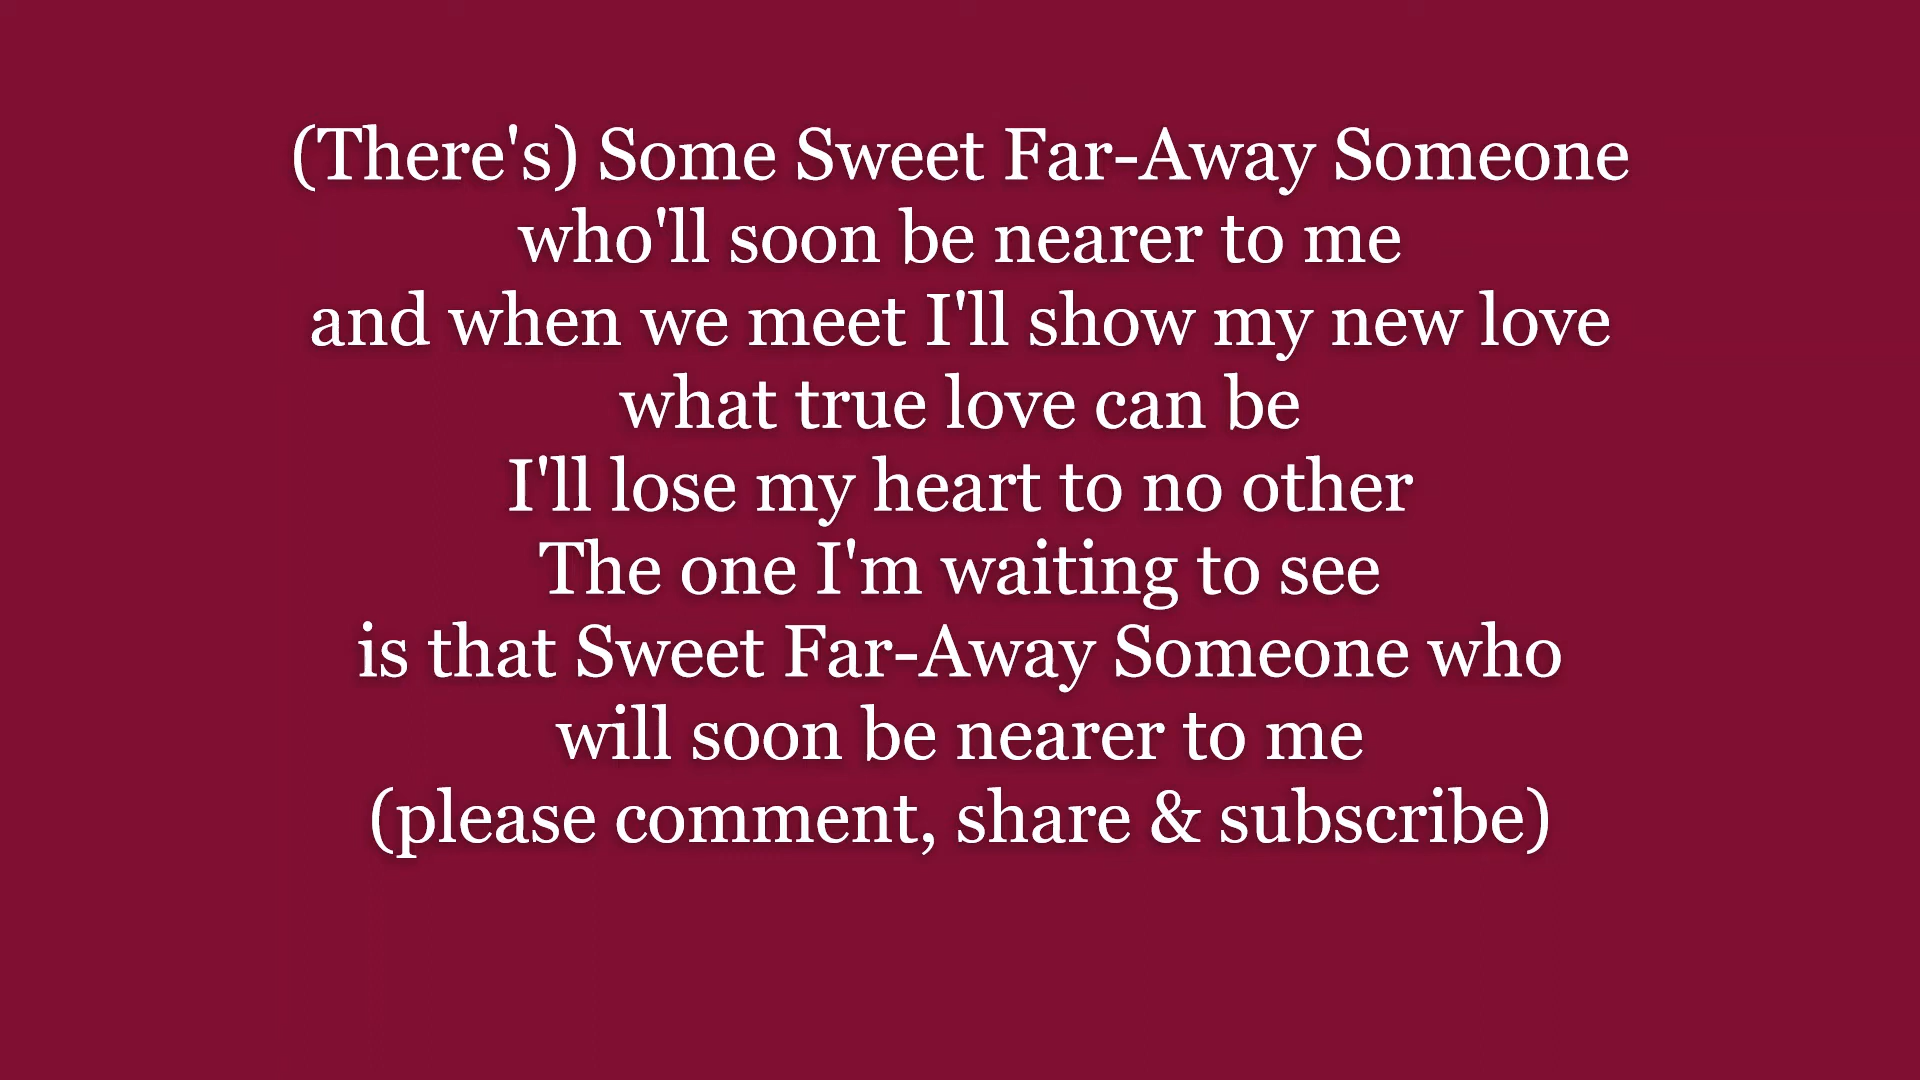 (There's) Some Sweet Far-Away Someone
who'll soon be nearer to me
and when we meet I'll show my new love
what true love can be
I'll lose my heart to no other
The one I'm waiting to see
is that Sweet Far-Away Someone who
will soon be nearer to me
(please comment, share & subscribe)